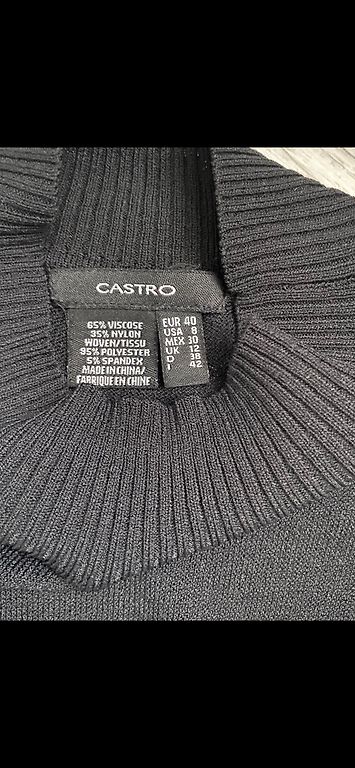 CASTRO
65% VISCOSE
35% NYLON
WOVEN/TISSU
95% POLYESTER
5% SPANDEX
MADE IN CHINA/
FABRIQUE EN CHINE
EUR 40
USA 8
MEX 30
UK 12
D 38
I 42